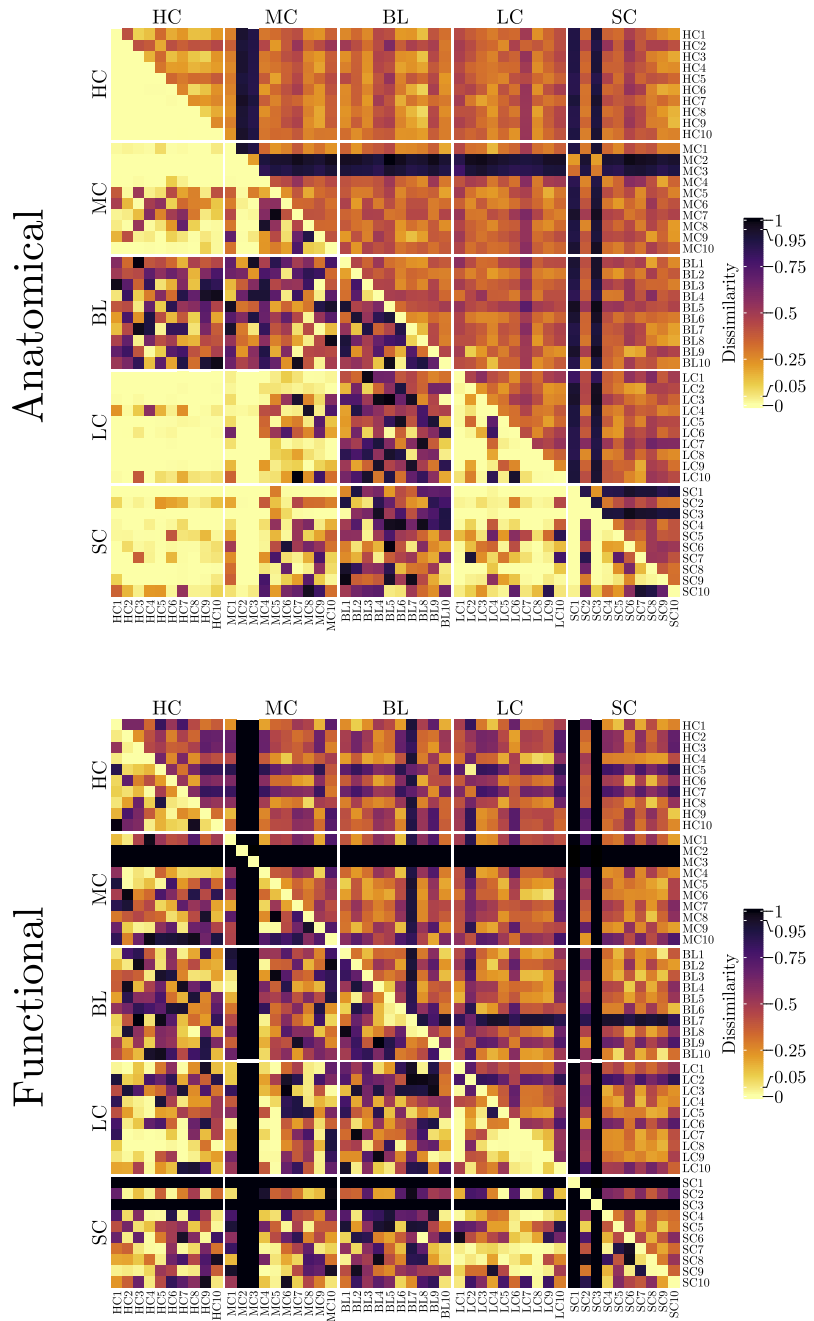 HC MC BL LC SC
Anatomical
HC
MC
BL
LC
SC
HC1
HC2
HC3
HC4
HC5
HC6
HC7
HC8
HC9
HC10
MC1
MC2
MC3
MC4
MC5
MC6
MC7
MC8
MC9
MC10
BL1
BL2
BL3
BL4
BL5
BL6
BL7
BL8
BL9
BL10
LC1
LC2
LC3
LC4
LC5
LC6
LC7
LC8
LC9
LC10
SC1
SC2
SC3
SC4
SC5
SC6
SC7
SC8
SC9
SC10
HC1 HC2 HC3 HC4 HC5 HC6 HC7 HC8 HC9 HC10 MC1 MC2 MC3 MC4 MC5 MC6 MC7 MC8 MC9 MC10 BL1 BL2 BL3 BL4 BL5 BL6 BL7 BL8 BL9 BL10 LC1 LC2 LC3 LC4 LC5 LC6 LC7 LC8 LC9 LC10 SC1 SC2 SC3 SC4 SC5 SC6 SC7 SC8 SC9 SC10
Dissimilarity
1
0.95
0.75
0.5
0.25
0.05
0
HC MC BL LC SC
Functional
HC
MC
BL
LC
SC
HC1
HC2
HC3
HC4
HC5
HC6
HC7
HC8
HC9
HC10
MC1
MC2
MC3
MC4
MC5
MC6
MC7
MC8
MC9
MC10
BL1
BL2
BL3
BL4
BL5
BL6
BL7
BL8
BL9
BL10
LC1
LC2
LC3
LC4
LC5
LC6
LC7
LC8
LC9
LC10
SC1
SC2
SC3
SC4
SC5
SC6
SC7
SC8
SC9
SC10
HC1 HC2 HC3 HC4 HC5 HC6 HC7 HC8 HC9 HC10 MC1 MC2 MC3 MC4 MC5 MC6 MC7 MC8 MC9 MC10 BL1 BL2 BL3 BL4 BL5 BL6 BL7 BL8 BL9 BL10 LC1 LC2 LC3 LC4 LC5 LC6 LC7 LC8 LC9 LC10 SC1 SC2 SC3 SC4 SC5 SC6 SC7 SC8 SC9 SC10
Dissimilarity
1
0.95
0.75
0.5
0.25
0.05
0